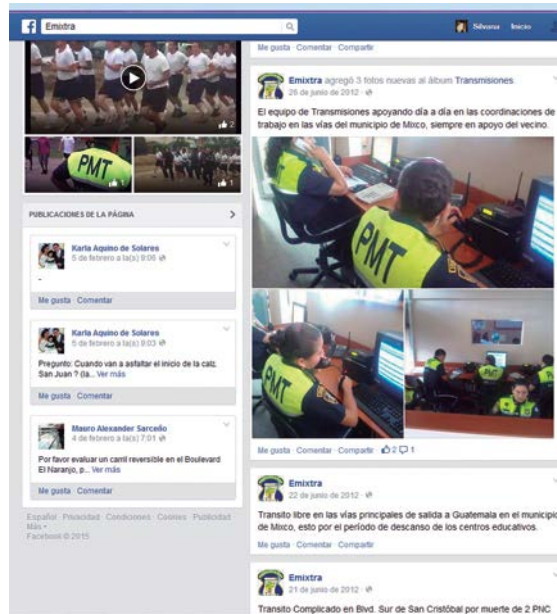 Emixtra
Silvana Inicio
2
PMT
1
1
PUBLICACIONES DE LA PÁGINA
Karla Aquino de Solares
5 de febrero a la(s) 9:06
-
Me gusta · Comentar
Karla Aquino de Solares
5 de febrero a la(s) 9:03
Pregunto: Cuando van a asfaltar el inicio de la calz.
San Juan ? (la... Ver más
Me gusta · Comentar
Mauro Alexander Sarceño
4 de febrero a la(s) 7:01
Por favor evaluar un carril reversible en el Boulevard
El Naranjo, p... Ver más
Me gusta · Comentar
Español · Privacidad · Condiciones · Cookies · Publicidad ·
Más
Facebook © 2015
Me gusta · Comentar · Compartir
Emixtra agregó 3 fotos nuevas al álbum Transmisiones.
26 de junio de 2012
El equipo de Transmisiones apoyando día a día en las coordinaciones de
trabajo en las vías del municipio de Mixco, siempre en apoyo del vecino.
PMT
PMT
PMT
Me gusta · Comentar · Compartir 2 1
Emixtra
22 de junio de 2012
Transito libre en las vías principales de salida a Guatemala en el municipio
de Mixco, esto por el período de descanso de los centros educativos.
Me gusta · Comentar · Compartir
Emixtra
21 de junio de 2012
Transito Complicado en Blvd. Sur de San Cristóbal por muerte de 2 PNC